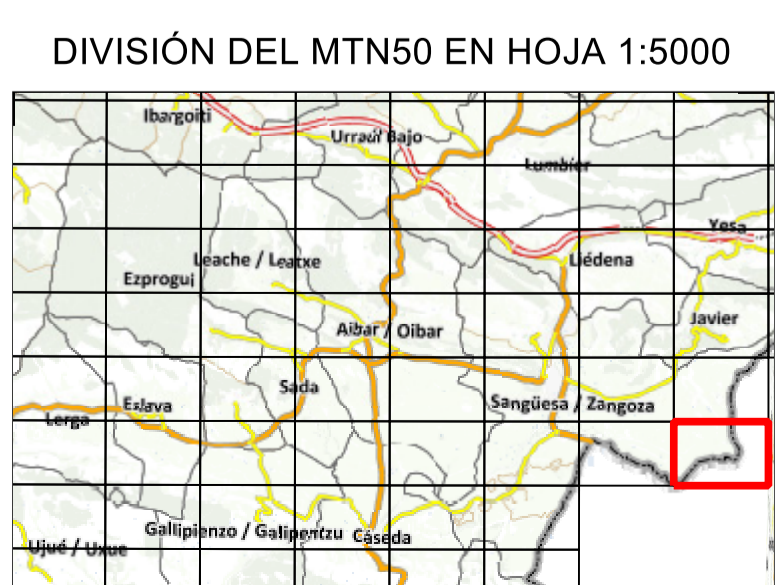 DIVISIÓN DEL MTN50 EN HOJA 1:5000
Ibargoiti
Urraúl Bajo
Lumbier
Yesa
Leache / Leatxe
Liédena
Ezprogui
Javier
Aibar / Oibar
Sada
Eslava
Sangüesa / Zangoza
Lerga
Gallipienzo / Galipentzu
Cáseda
Ujué / Uxue